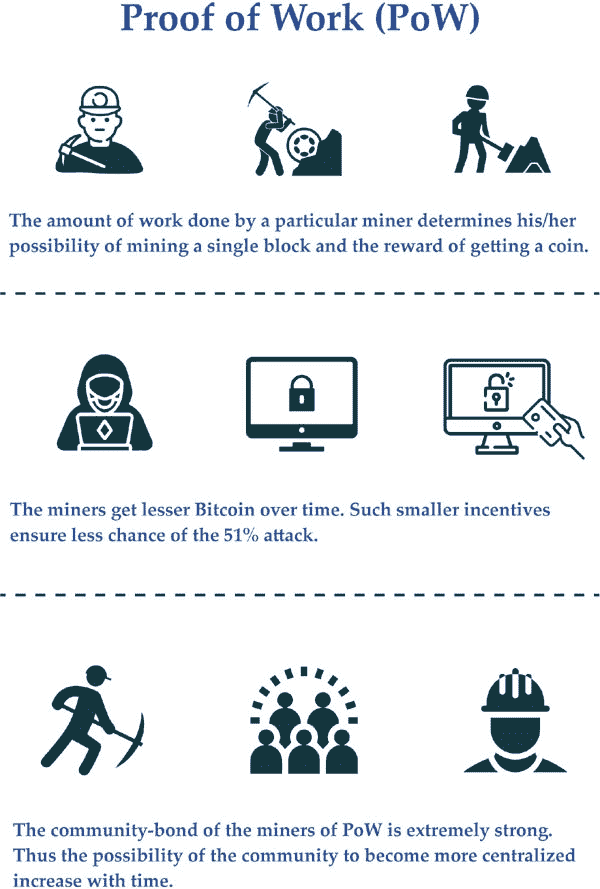 Proof of Work (PoW)
The amount of work done by a particular miner determines his/her
possibility of mining a single block and the reward of getting a coin.
The miners get lesser Bitcoin over time. Such smaller incentives
ensure less chance of the 51% attack.
The community-bond of the miners of PoW is extremely strong.
Thus the possibility of the community to become more centralized
increase with time.